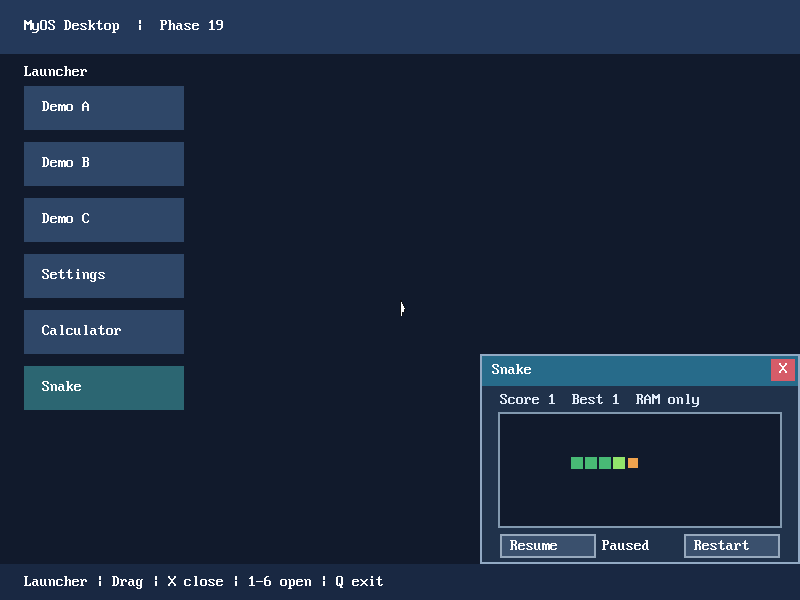 MyOS Desktop | Phase 19
Launcher
Demo A
Demo B
Demo C
Settings
Calculator
Snake
Snake X
Score 1 Best 1 RAM only
Resume Paused Restart
Launcher | Drag | X close | 1-6 open | Q exit